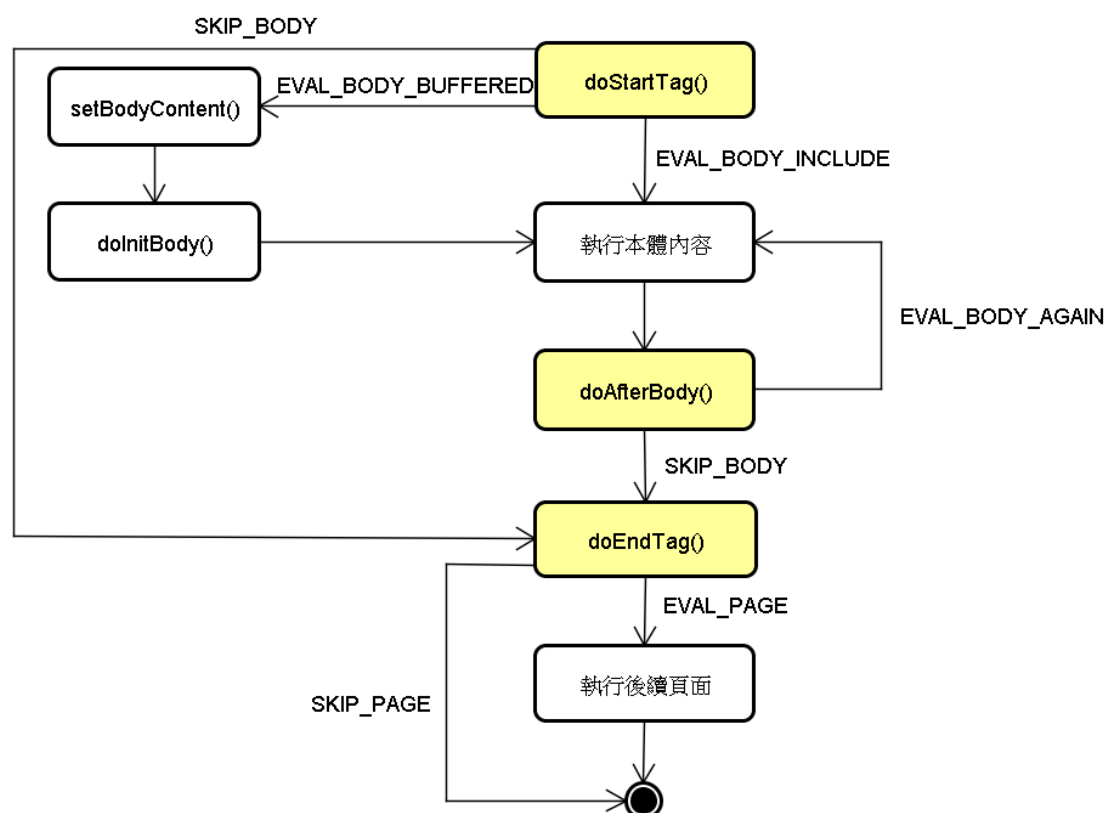 SKIP_BODY
doStartTag()
EVAL_BODY_BUFFERED
setBodyContent()
EVAL_BODY_INCLUDE
doInitBody()
執行本體內容
EVAL_BODY_AGAIN
doAfterBody()
SKIP_BODY
doEndTag()
EVAL_PAGE
執行後續頁面
SKIP_PAGE